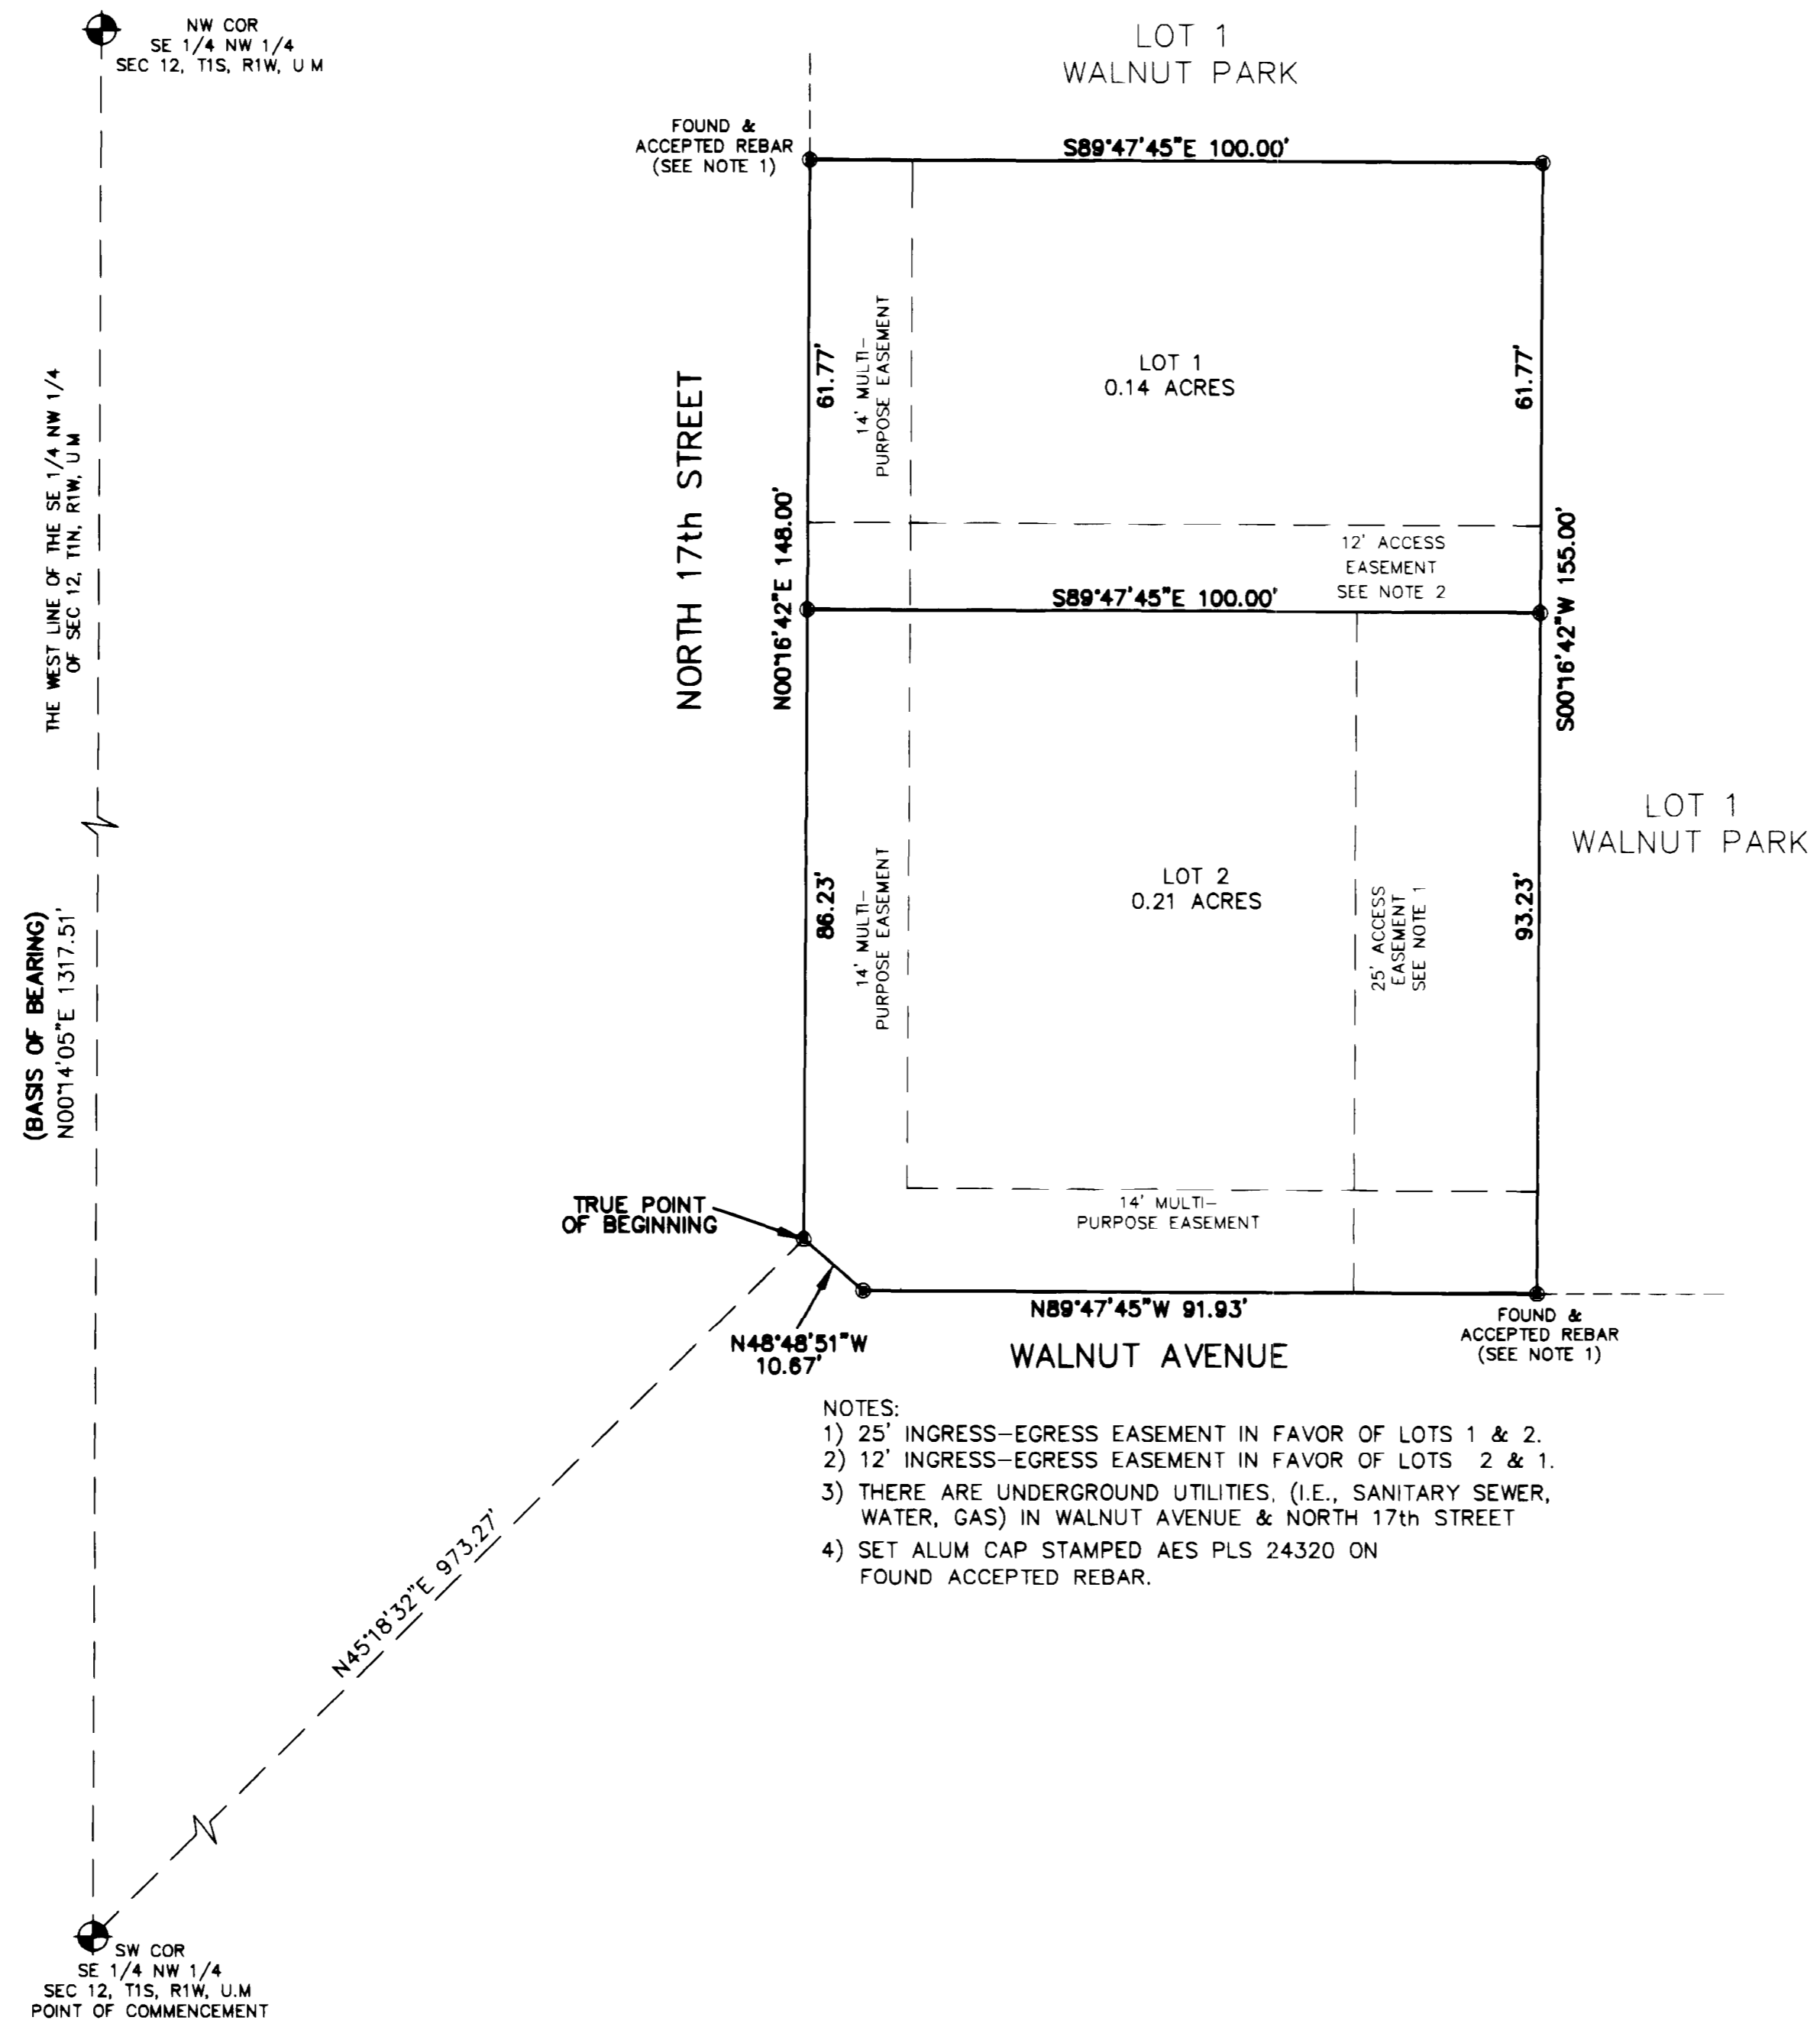 NW COR
SE 1/4 NW 1/4
SEC 12, T1S, R1W, U M
LOT 1
WALNUT PARK
FOUND &
ACCEPTED REBAR
(SEE NOTE 1)
S89°47'45"E 100.00'
THE WEST LINE OF THE SE 1/4 NW 1/4
OF SEC 12, T1N, R1W, U M
(BASIS OF BEARING)
N00°14'05"E 1317.51'
NORTH 17th STREET
N00°16'42"E 148.00'
61.77'
14' MULTI-
PURPOSE EASEMENT
LOT 1
0.14 ACRES
61.77'
12' ACCESS
EASEMENT
SEE NOTE 2
S89°47'45"E 100.00'
S00°16'42"W 155.00'
LOT 1
WALNUT PARK
86.23'
14' MULTI-
PURPOSE EASEMENT
LOT 2
0.21 ACRES
25' ACCESS
EASEMENT
SEE NOTE 1
93.23'
TRUE POINT
OF BEGINNING
14' MULTI-
PURPOSE EASEMENT
N48°48'51"W
10.67'
N89°47'45"W 91.93'
WALNUT AVENUE
FOUND &
ACCEPTED REBAR
(SEE NOTE 1)
NOTES:
1) 25' INGRESS-EGRESS EASEMENT IN FAVOR OF LOTS 1 & 2.
2) 12' INGRESS-EGRESS EASEMENT IN FAVOR OF LOTS 2 & 1.
3) THERE ARE UNDERGROUND UTILITIES, (I.E., SANITARY SEWER,
WATER, GAS) IN WALNUT AVENUE & NORTH 17th STREET
4) SET ALUM CAP STAMPED AES PLS 24320 ON
FOUND ACCEPTED REBAR.
N45°18'32"E 973.27'
SW COR
SE 1/4 NW 1/4
SEC 12, T1S, R1W, U.M
POINT OF COMMENCEMENT